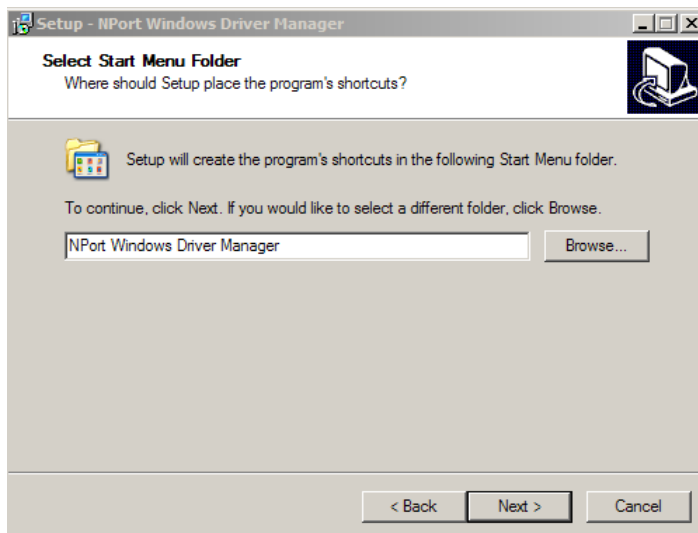 Setup - NPort Windows Driver Manager
Select Start Menu Folder
Where should Setup place the program's shortcuts?
Setup will create the program's shortcuts in the following Start Menu folder.
To continue, click Next. If you would like to select a different folder, click Browse.
NPort Windows Driver Manager
Browse...
< Back
Next >
Cancel